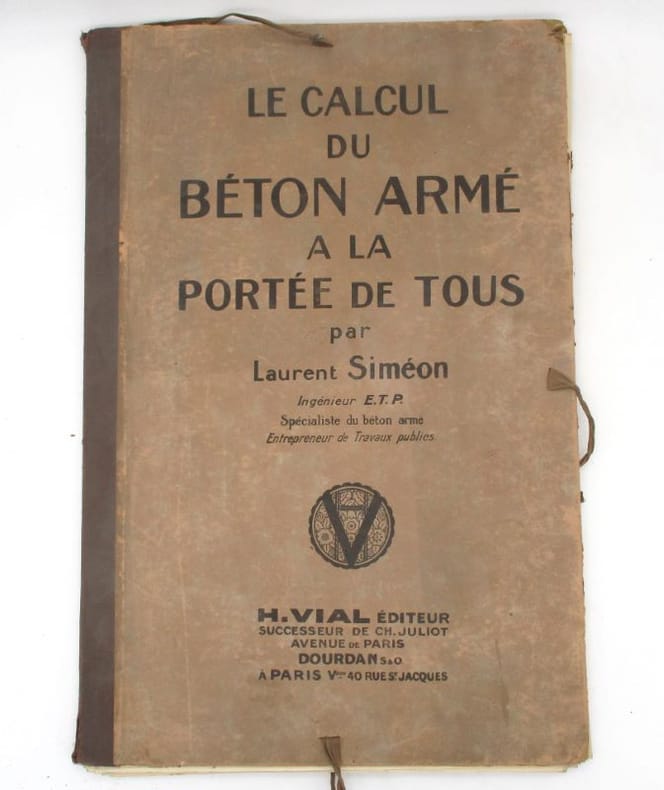 LE CALCUL
DU
BÉTON ARMÉ
A LA
PORTÉE DE TOUS
par
Laurent Siméon
Ingénieur E.T.P.
Spécialiste du béton armé
Entrepreneur de Travaux publics.
V
H.VIAL ÉDITEUR
SUCCESSEUR DE CH. JULIOT
AVENUE DE PARIS
DOURDAN S&O.
À PARIS Vème 40 RUE ST JACQUES